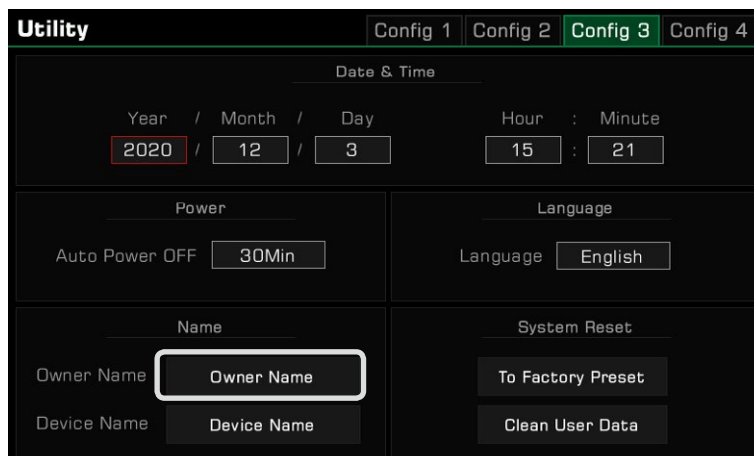 Utility Config 1 Config 2 Config 3 Config 4
Date & Time
Year / Month / Day Hour : Minute
2020 / 12 / 3 15 : 21
Power Language
Auto Power OFF 30Min Language English
Name System Reset
Owner Name Owner Name To Factory Preset
Device Name Device Name Clean User Data